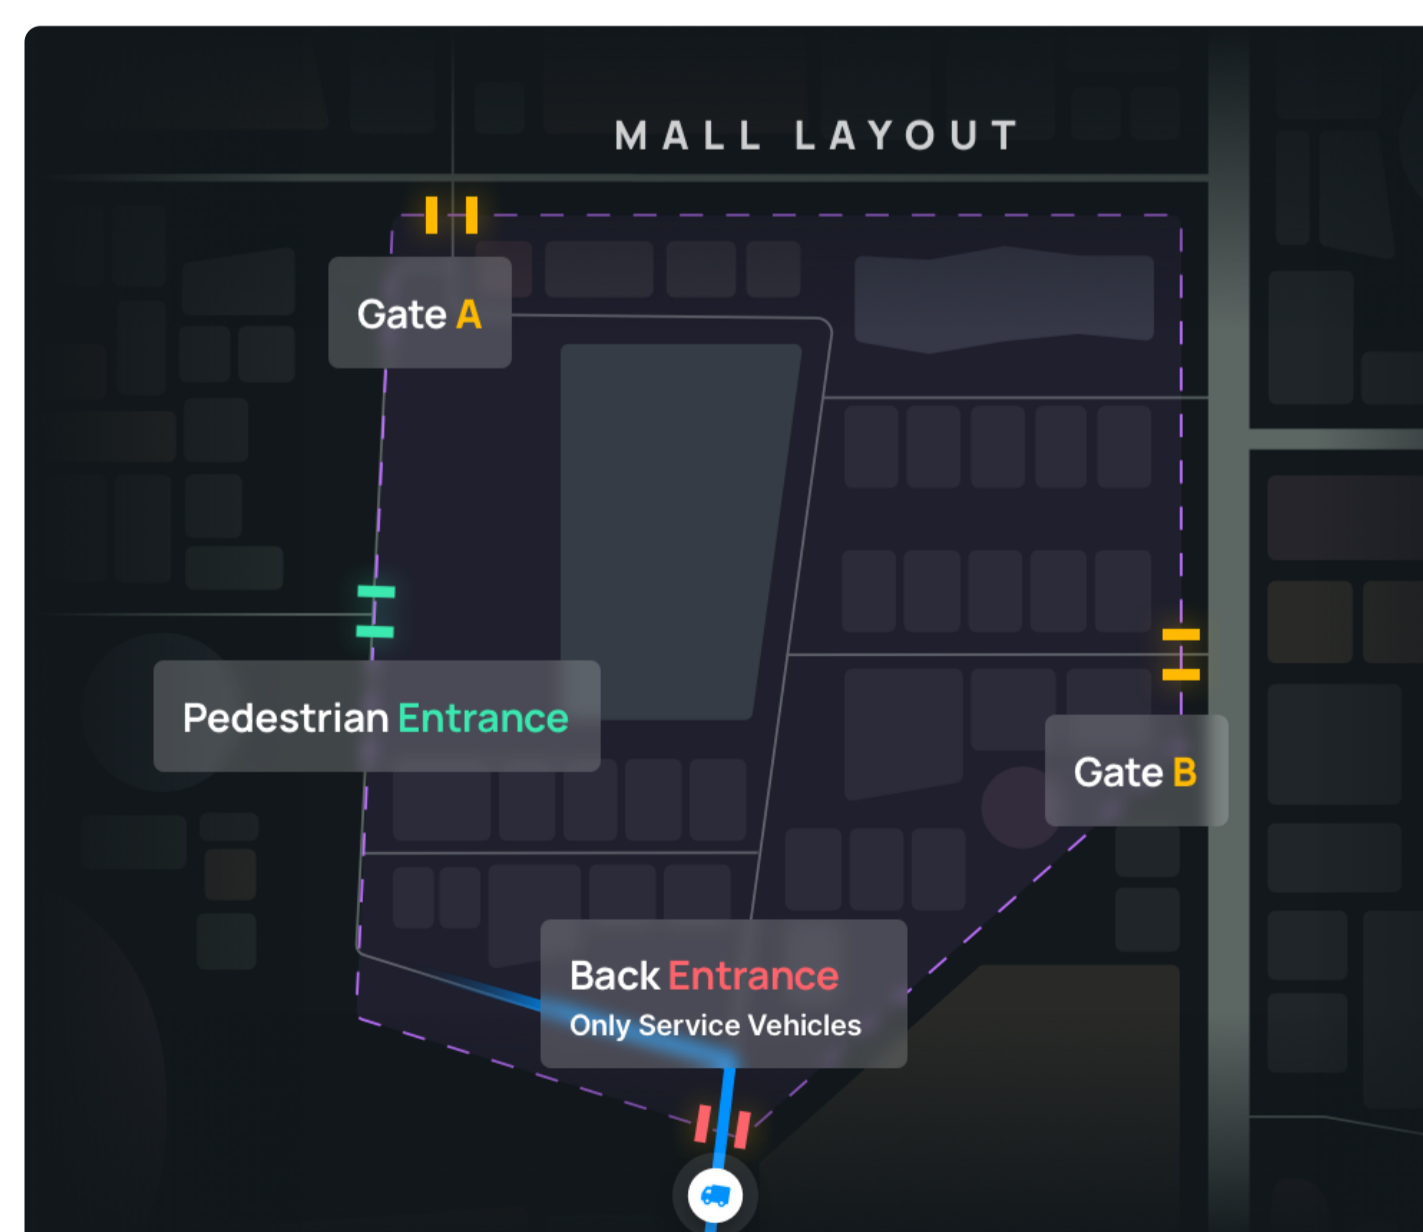 MALL LAYOUT
Gate A
Pedestrian Entrance
Gate B
Back Entrance
Only Service Vehicles